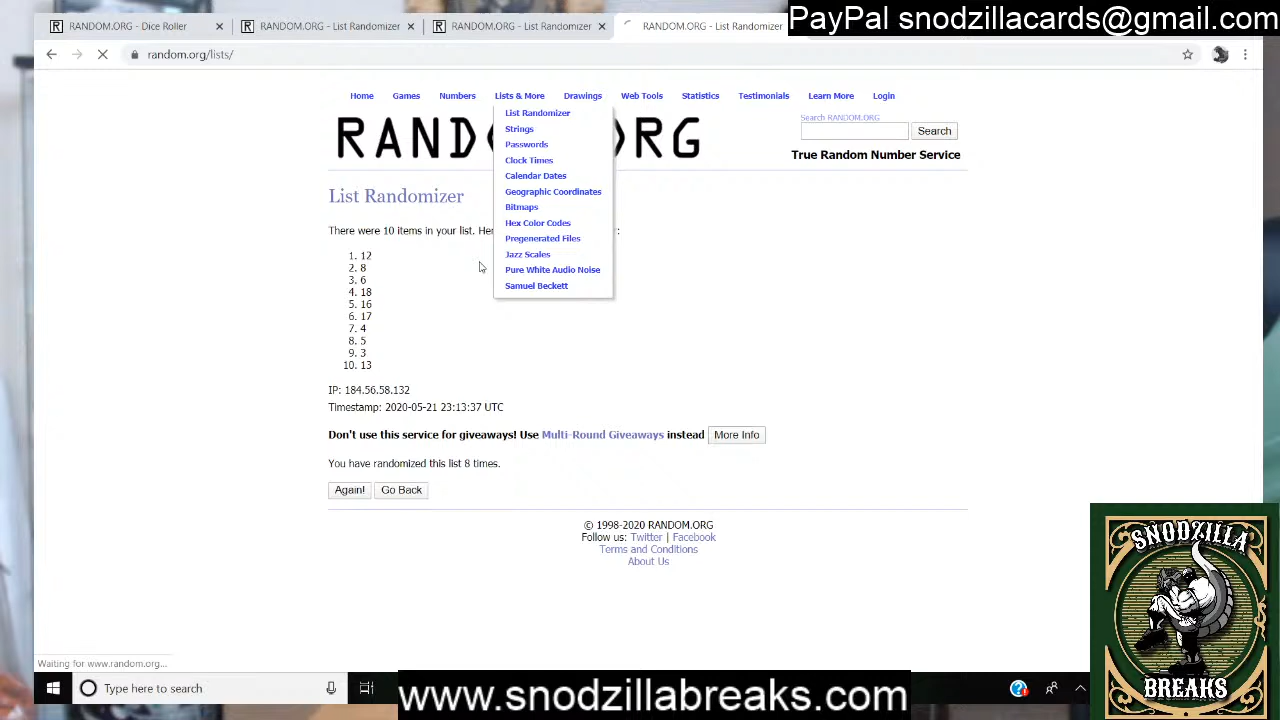 PayPal snodzillacards@gmail.com
RANDOM.ORG - Dice Roller
RANDOM.ORG - List Randomizer
RANDOM.ORG - List Randomizer
RANDOM.ORG - List Randomizer
random.org/lists/
Home Games Numbers Lists & More Drawings Web Tools Statistics Testimonials Learn More Login
List Randomizer
Strings
Passwords
Clock Times
Calendar Dates
Geographic Coordinates
Bitmaps
Hex Color Codes
Pregenerated Files
Jazz Scales
Pure White Audio Noise
Samuel Beckett
Search RANDOM.ORG
Search
True Random Number Service
List Randomizer
There were 10 items in your list.
1. 12
2. 8
3. 6
4. 18
5. 16
6. 17
7. 4
8. 5
9. 3
10. 13
IP: 184.56.58.132
Timestamp: 2020-05-21 23:13:37 UTC
Don't use this service for giveaways! Use Multi-Round Giveaways instead More Info
You have randomized this list 8 times.
Again! Go Back
© 1998-2020 RANDOM.ORG
Follow us: Twitter | Facebook
Terms and Conditions
About Us
Waiting for www.random.org...
Type here to search
www.snodzillabreaks.com
SNODZILLA
BREAKS